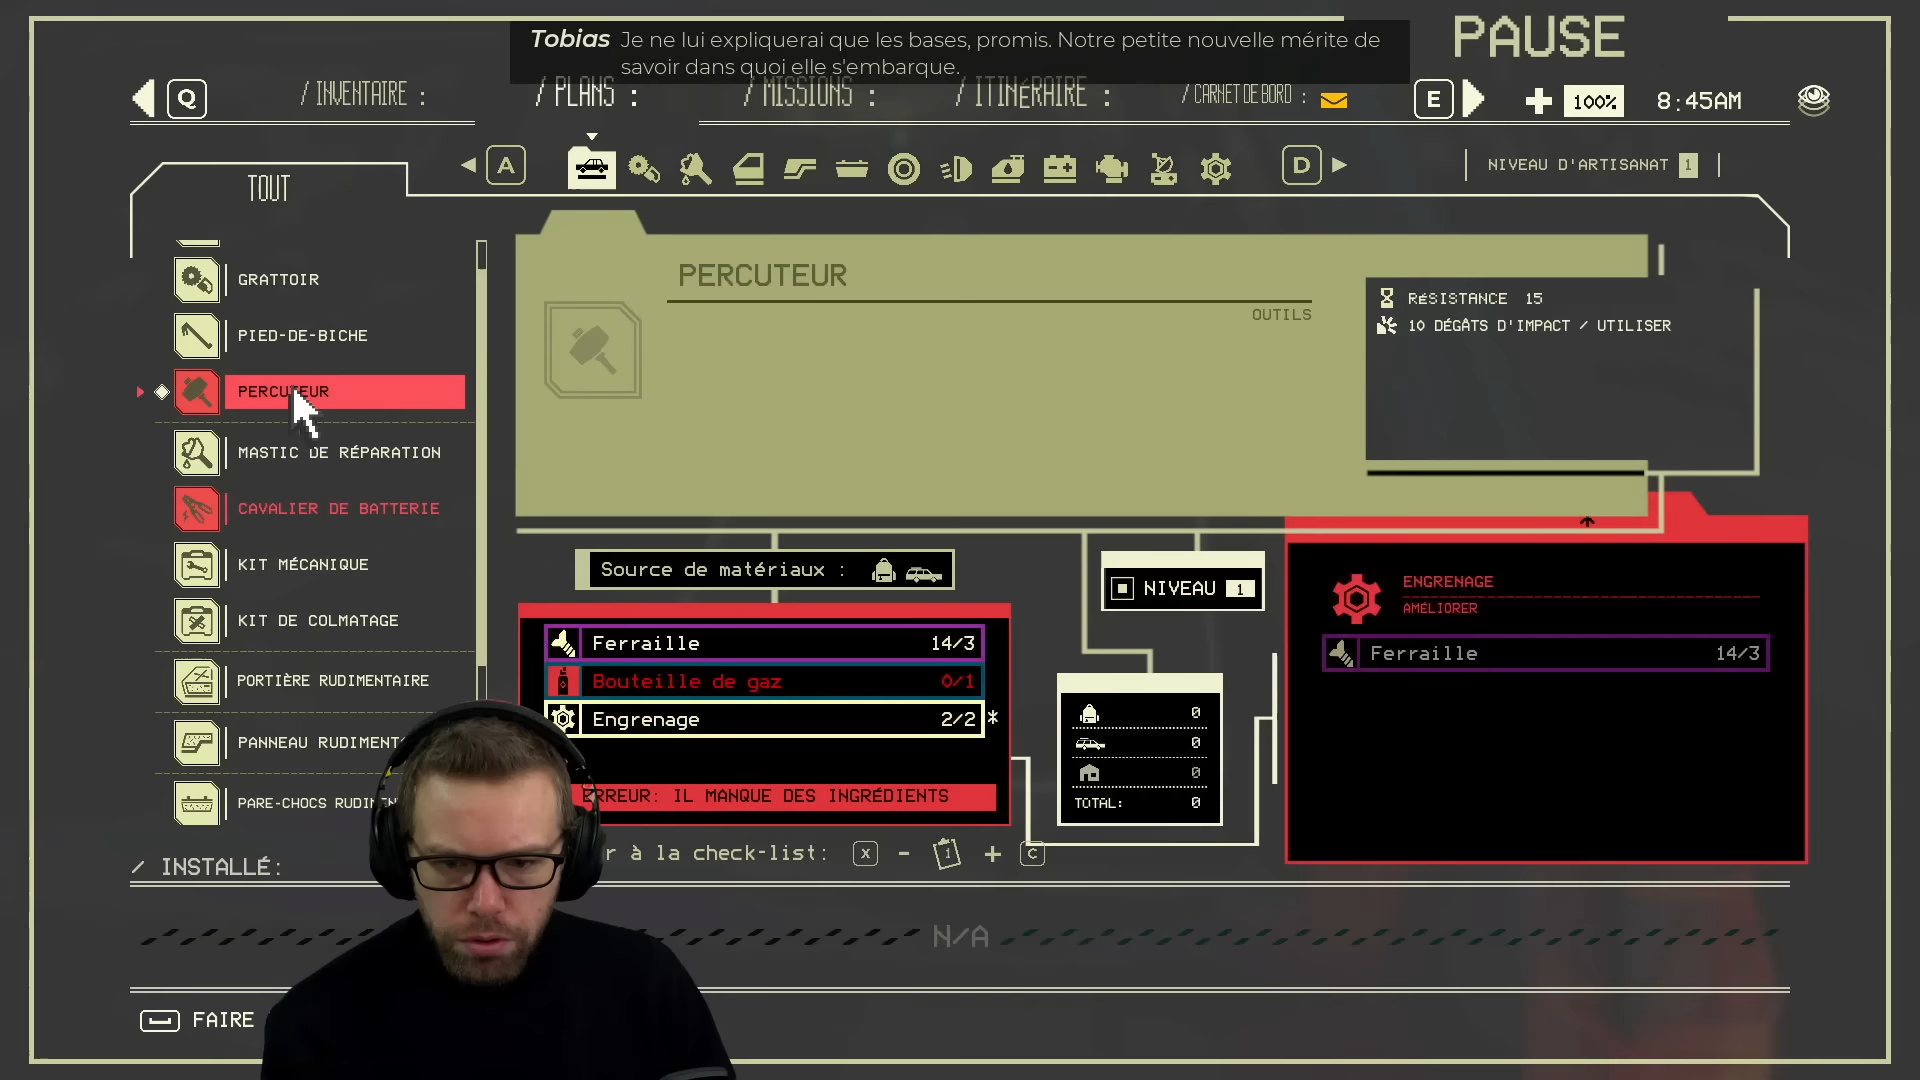 Tobias Je ne lui expliquerai que les bases, promis. Notre petite nouvelle mérite de
savoir dans quoi elle s'embarque.
PAUSE
Q
/ INVENTAIRE :
/ PLANS :
/ MISSIONS :
/ ITINÉRAIRE :
/ CARNET DE BORD :
E
100%
8:45AM
TOUT
A
D
NIVEAU D'ARTISANAT 1
GRATTOIR
PIED-DE-BICHE
PERCUTEUR
MASTIC DE RÉPARATION
CAVALIER DE BATTERIE
KIT MÉCANIQUE
KIT DE COLMATAGE
PORTIÈRE RUDIMENTAIRE
PANNEAU RUDIMENT
PARE-CHOCS RUDIMEN
PERCUTEUR
OUTILS
RÉSISTANCE 15
10 DÉGÂTS D'IMPACT / UTILISER
Source de matériaux :
NIVEAU 1
Ferraille 14/3
Bouteille de gaz 0/1
Engrenage 2/2 *
ERREUR: IL MANQUE DES INGRÉDIENTS
0
0
0
TOTAL: 0
ENGRENAGE
AMÉLIORER
Ferraille 14/3
r à la check-list: X - 1 + C
/ INSTALLÉ:
N/A
FAIRE